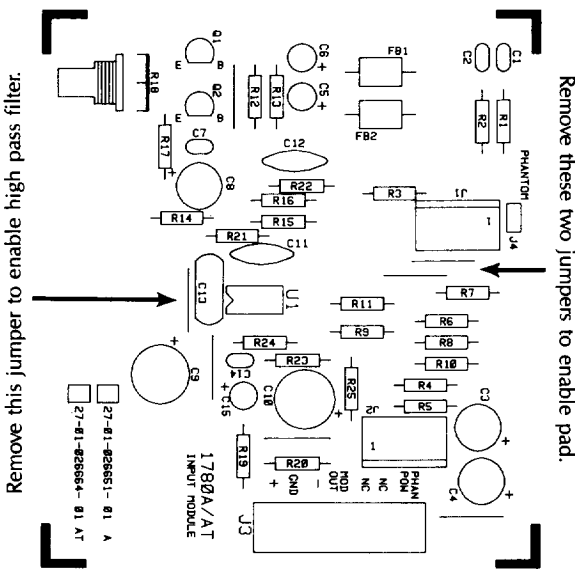 Remove these two jumpers to enable pad.
Remove this jumper to enable high pass filter.
Q1
E
B
Q2
E
B
R18
R12
R13
C6
+
C5
+
FB1
FB2
C2
C1
R2
R1
PHANTOM
J4
J1
1
R3
R17
C7
+
C8
C12
R22
R16
R15
R14
R21
C11
C13
U1
R7
R11
R9
R6
R8
R10
R4
R5
R24
R23
C14
+
C15
C10
+
R25
C9
+
C3
+
C4
+
J2
1
R19
R20
+
GND
-
MOD
OUT
NC
NC
PHAN
POW
1780A/AT
INPUT MODULE
J3
27-01-026651- 01 A
27-01-026664- 01 AT